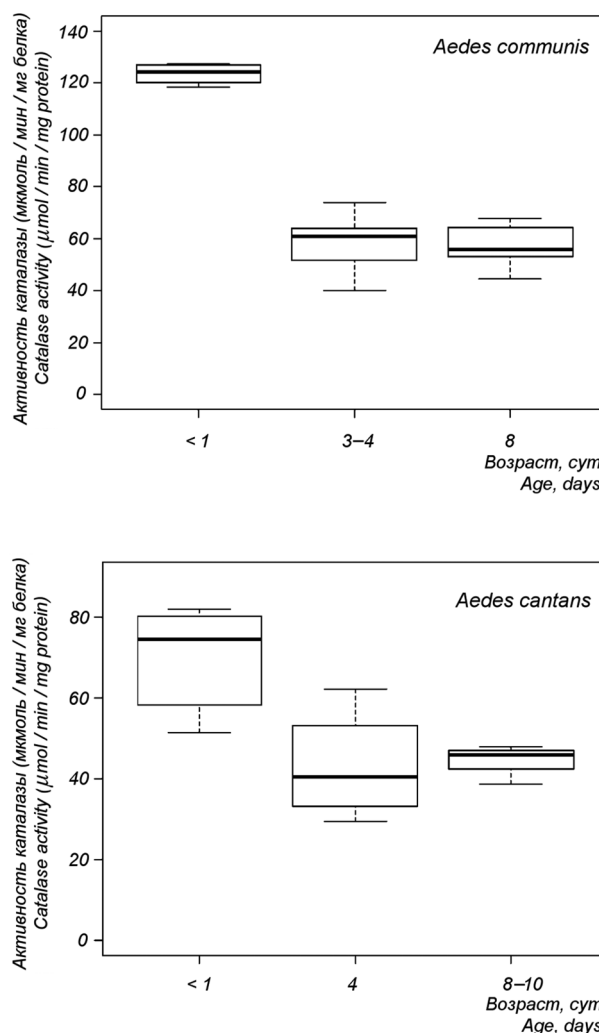 Активность каталазы (мкмоль / мин / мг белка)
Catalase activity (µmol / min / mg protein)
140
120
100
80
60
40
20
0
Aedes communis
< 1
3–4
8
Возраст, сут
Age, days
Активность каталазы (мкмоль / мин / мг белка)
Catalase activity (µmol / min / mg protein)
80
60
40
20
0
Aedes cantans
< 1
4
8–10
Возраст, сут
Age, days